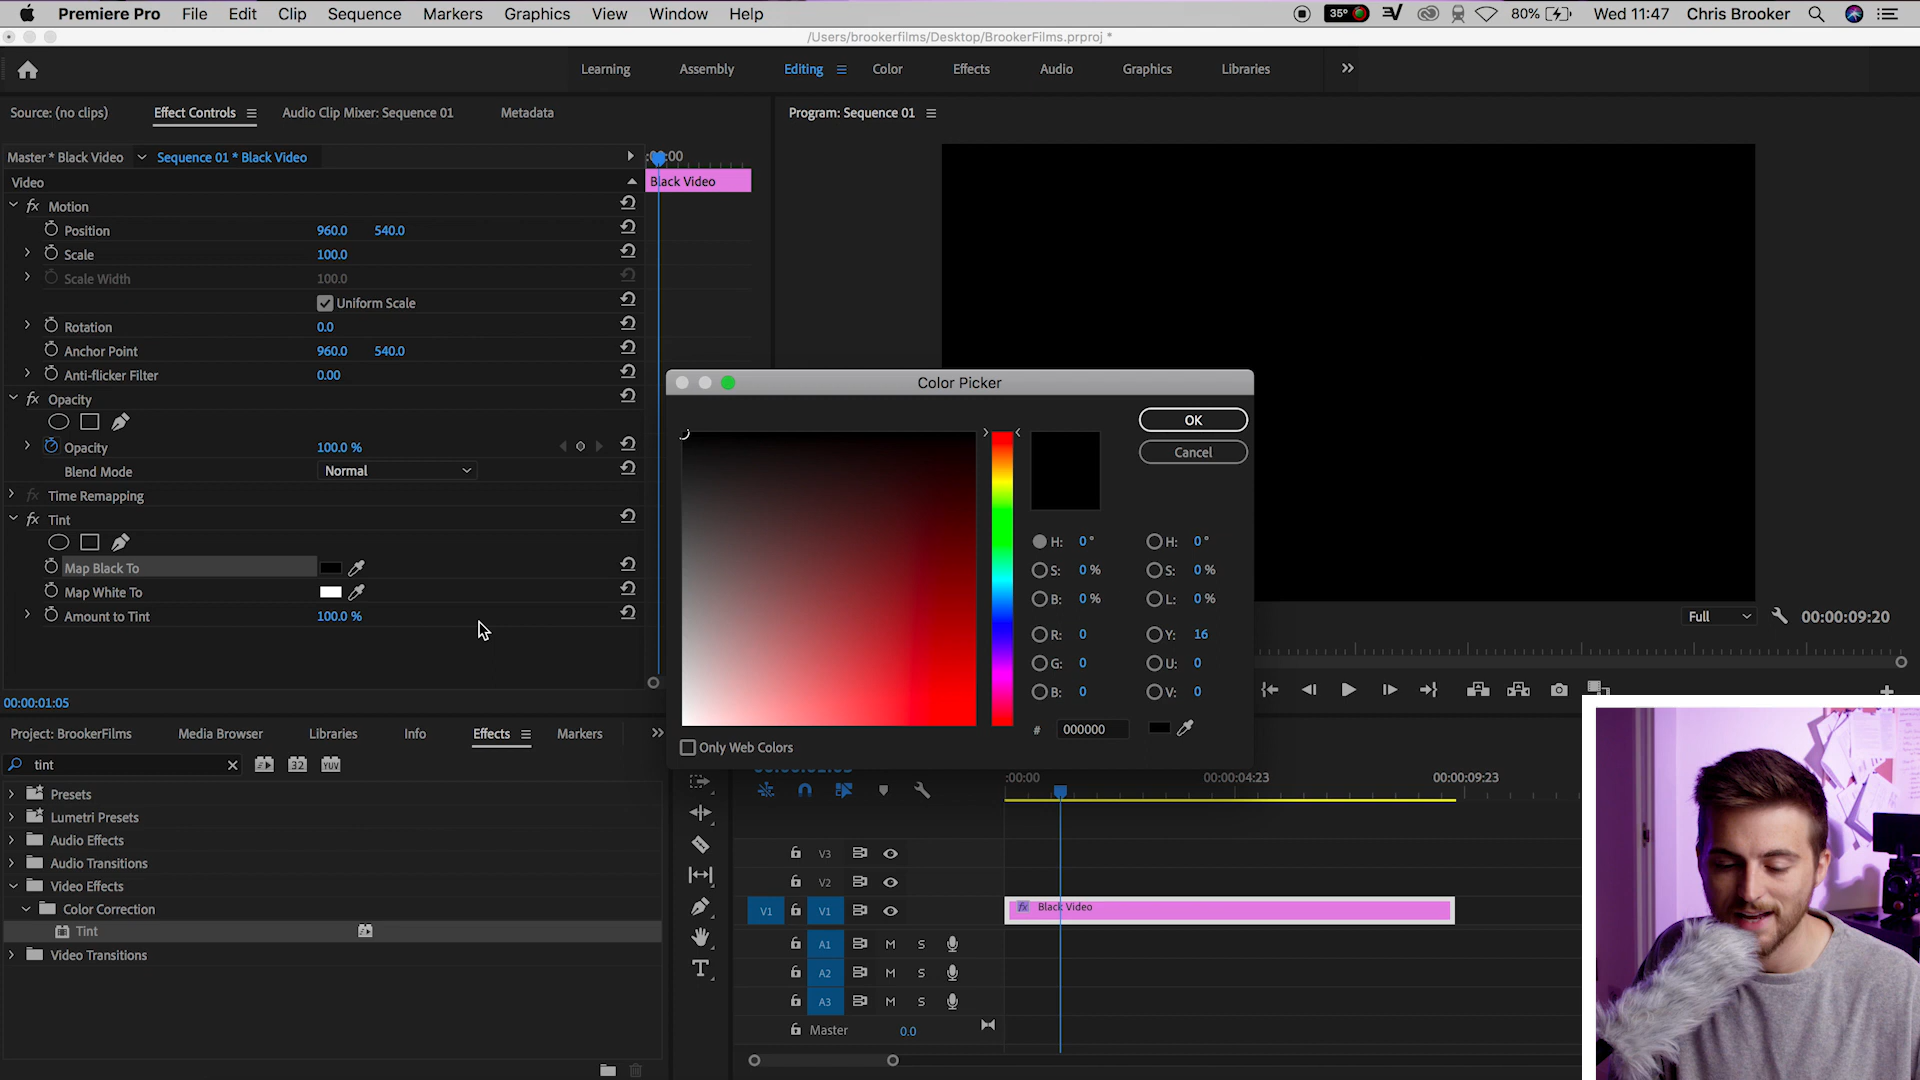 Premiere Pro File Edit Clip Sequence Markers Graphics View Window Help 35° 80% Wed 11:47 Chris Brooker
/Users/brookerfilms/Desktop/BrookerFilms.prproj *
Learning Assembly Editing Color Effects Audio Graphics Libraries
Source: (no clips) Effect Controls Audio Clip Mixer: Sequence 01 Metadata
Program: Sequence 01
Master * Black Video Sequence 01 * Black Video
Video
Black Video
Motion
Position 960.0 540.0
Scale 100.0
Scale Width 100.0
Uniform Scale
Rotation 0.0
Anchor Point 960.0 540.0
Anti-flicker Filter 0.00
Opacity
Opacity 100.0 %
Blend Mode Normal
Time Remapping
Tint
Map Black To
Map White To
Amount to Tint 100.0 %
00:00:01:05
Color Picker
OK
Cancel
H: 0° H: 0°
S: 0 % S: 0 %
B: 0 % L: 0 %
R: 0 Y: 16
G: 0 U: 0
B: 0 V: 0
# 000000
Only Web Colors
Full 00:00:09:20
Project: BrookerFilms Media Browser Libraries Info Effects Markers
tint 32 YUV
Presets
Lumetri Presets
Audio Effects
Audio Transitions
Video Effects
Color Correction
Tint
Video Transitions
:00:00 00:00:04:23 00:00:09:23
V3
V2
V1 V1 fx Black Video
A1 M S
A2 M S
A3 M S
Master 0.0